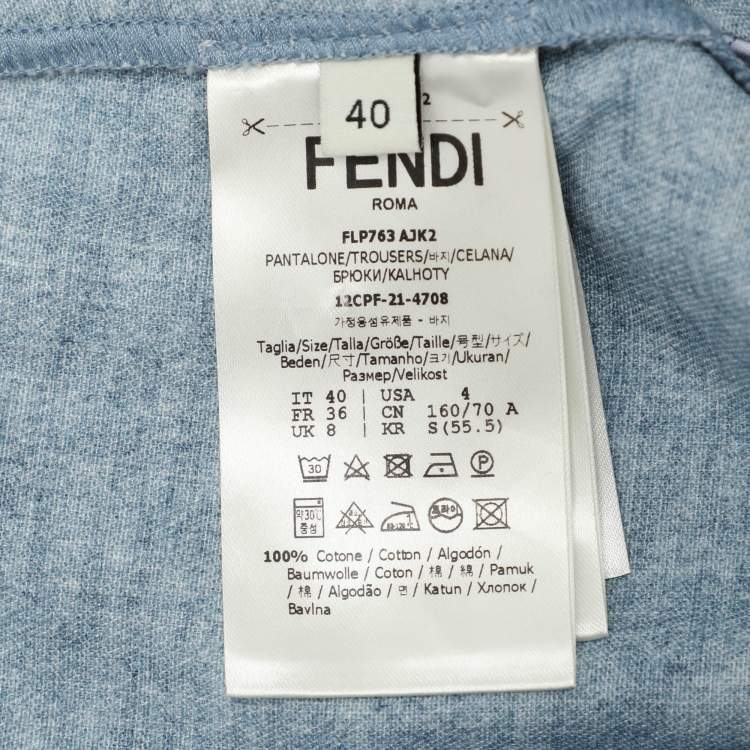 2
40
FENDI
ROMA
FLP763 AJK2
PANTALONE/TROUSERS/바지/CELANA/
БРЮКИ/KALHOTY
12CPF-21-4708
가정용섬유제품 - 바지
Taglia/Size/Talla/Größe/Taille/号型/サイズ/
Beden/尺寸/Tamanho/크기/Ukuran/
Размер/Velikost
IT 40 | USA 4
FR 36 | CN 160/70 A
UK 8 | KR S(55.5)
30 P
약30℃
중성
드라이
100% Cotone / Cotton / Algodón /
Baumwolle / Coton / 棉 / 綿 / Pamuk
/ 棉 / Algodão / 면 / Katun / Хлопок /
Bavlna